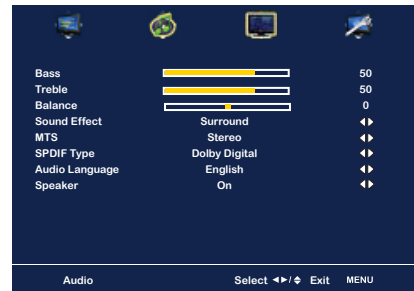 Bass 50
Treble 50
Balance 0
Sound Effect Surround
MTS Stereo
SPDIF Type Dolby Digital
Audio Language English
Speaker On
Audio Select ◄►/◆ Exit MENU